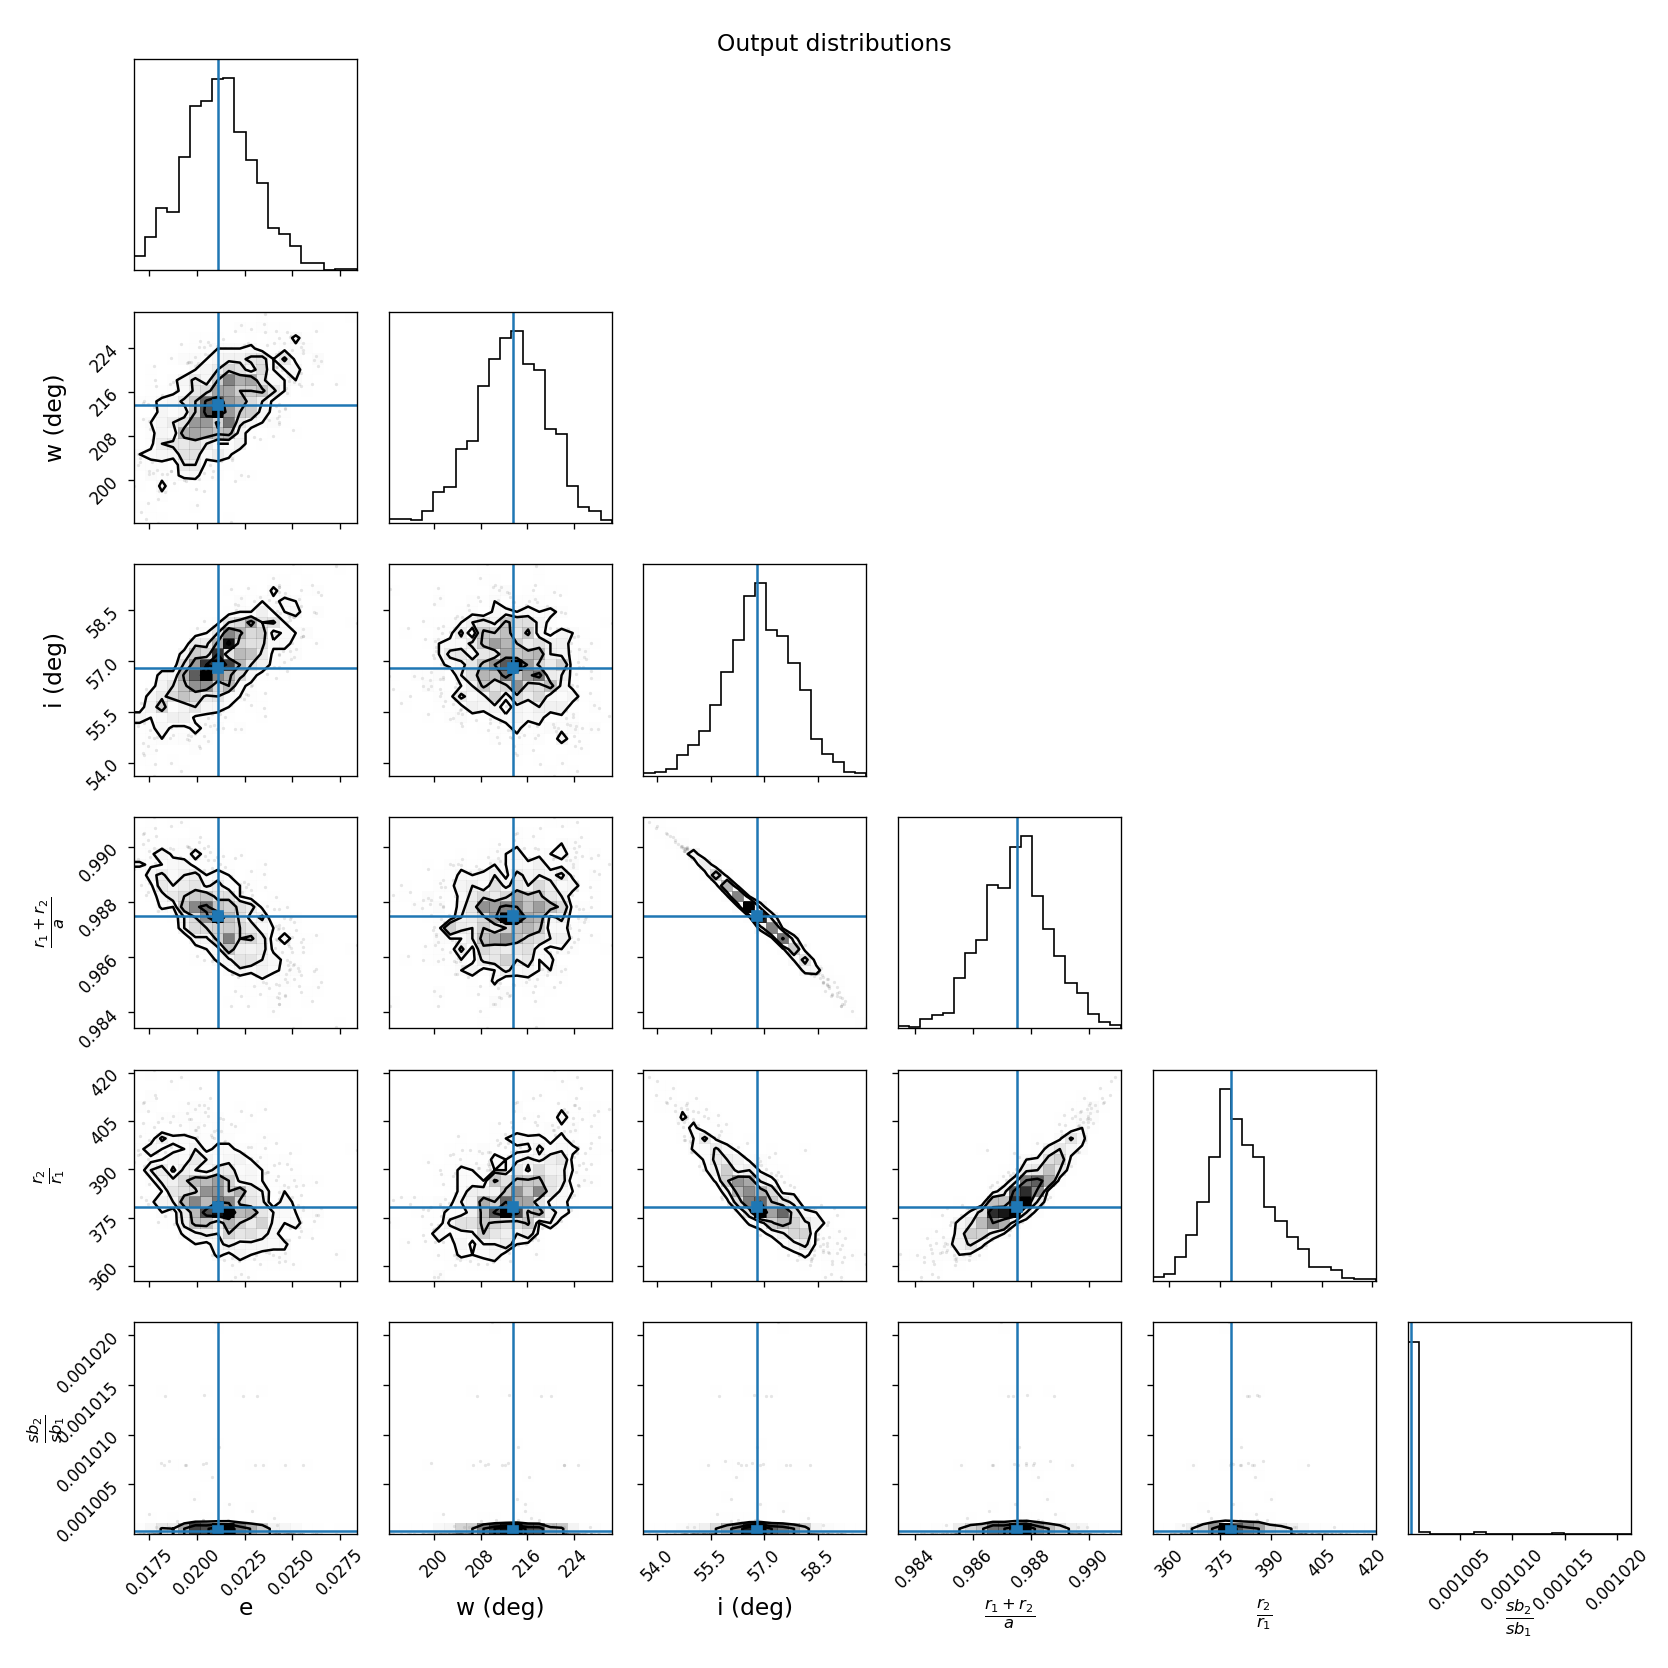 Output distributions
w (deg)
224
216
208
200
i (deg)
58.5
57.0
55.5
54.0
r₁ + r₂
a
0.990
0.988
0.986
0.984
r₂
r₁
420
405
390
375
360
sb₂
sb₁
0.001020
0.001015
0.001010
0.001005
0.0175 0.0200 0.0225 0.0250 0.0275
e
200 208 216 224
w (deg)
54.0 55.5 57.0 58.5
i (deg)
0.984 0.986 0.988 0.990
r₁ + r₂
a
360 375 390 405 420
r₂
r₁
0.001005 0.001010 0.001015 0.001020
sb₂
sb₁